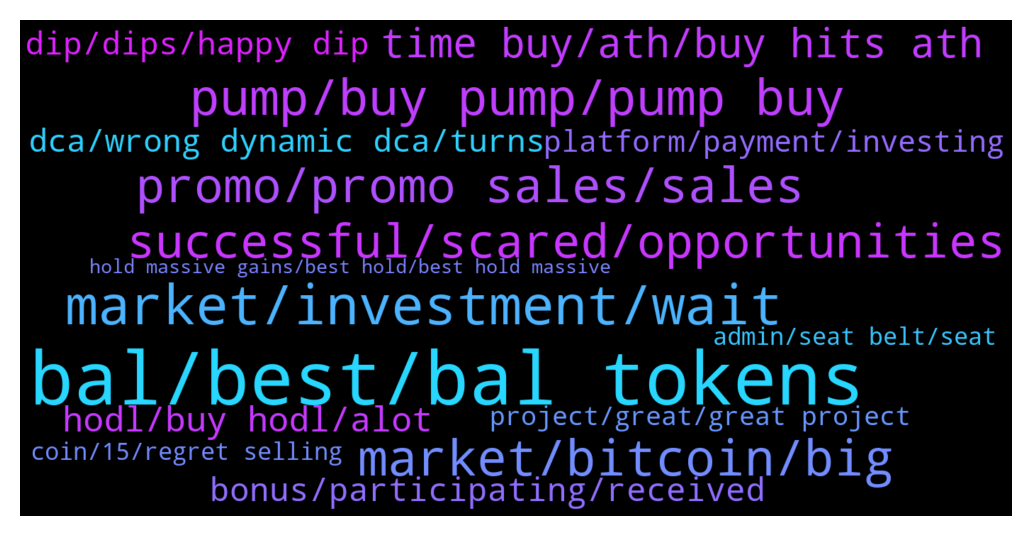 dip/dips/happy dip
time buy/ath/buy hits ath
pump/buy pump/pump buy
dca/wrong dynamic dca/turns
platform/payment/investing
promo/promo sales/sales
successful/scared/opportunities
hold massive gains/best hold/best hold massive
market/investment/wait
admin/seat belt/seat
bal/best/bal tokens
hodl/buy hodl/alot
project/great/great project
coin/15/regret selling
market/bitcoin/big
bonus/participating/received